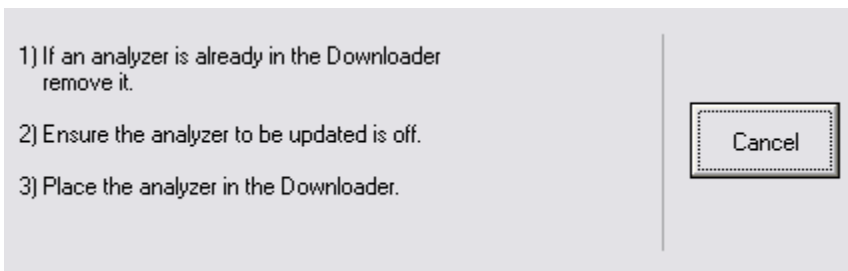 1) If an analyzer is already in the Downloader
remove it.
2) Ensure the analyzer to be updated is off.
3) Place the analyzer in the Downloader.
Cancel